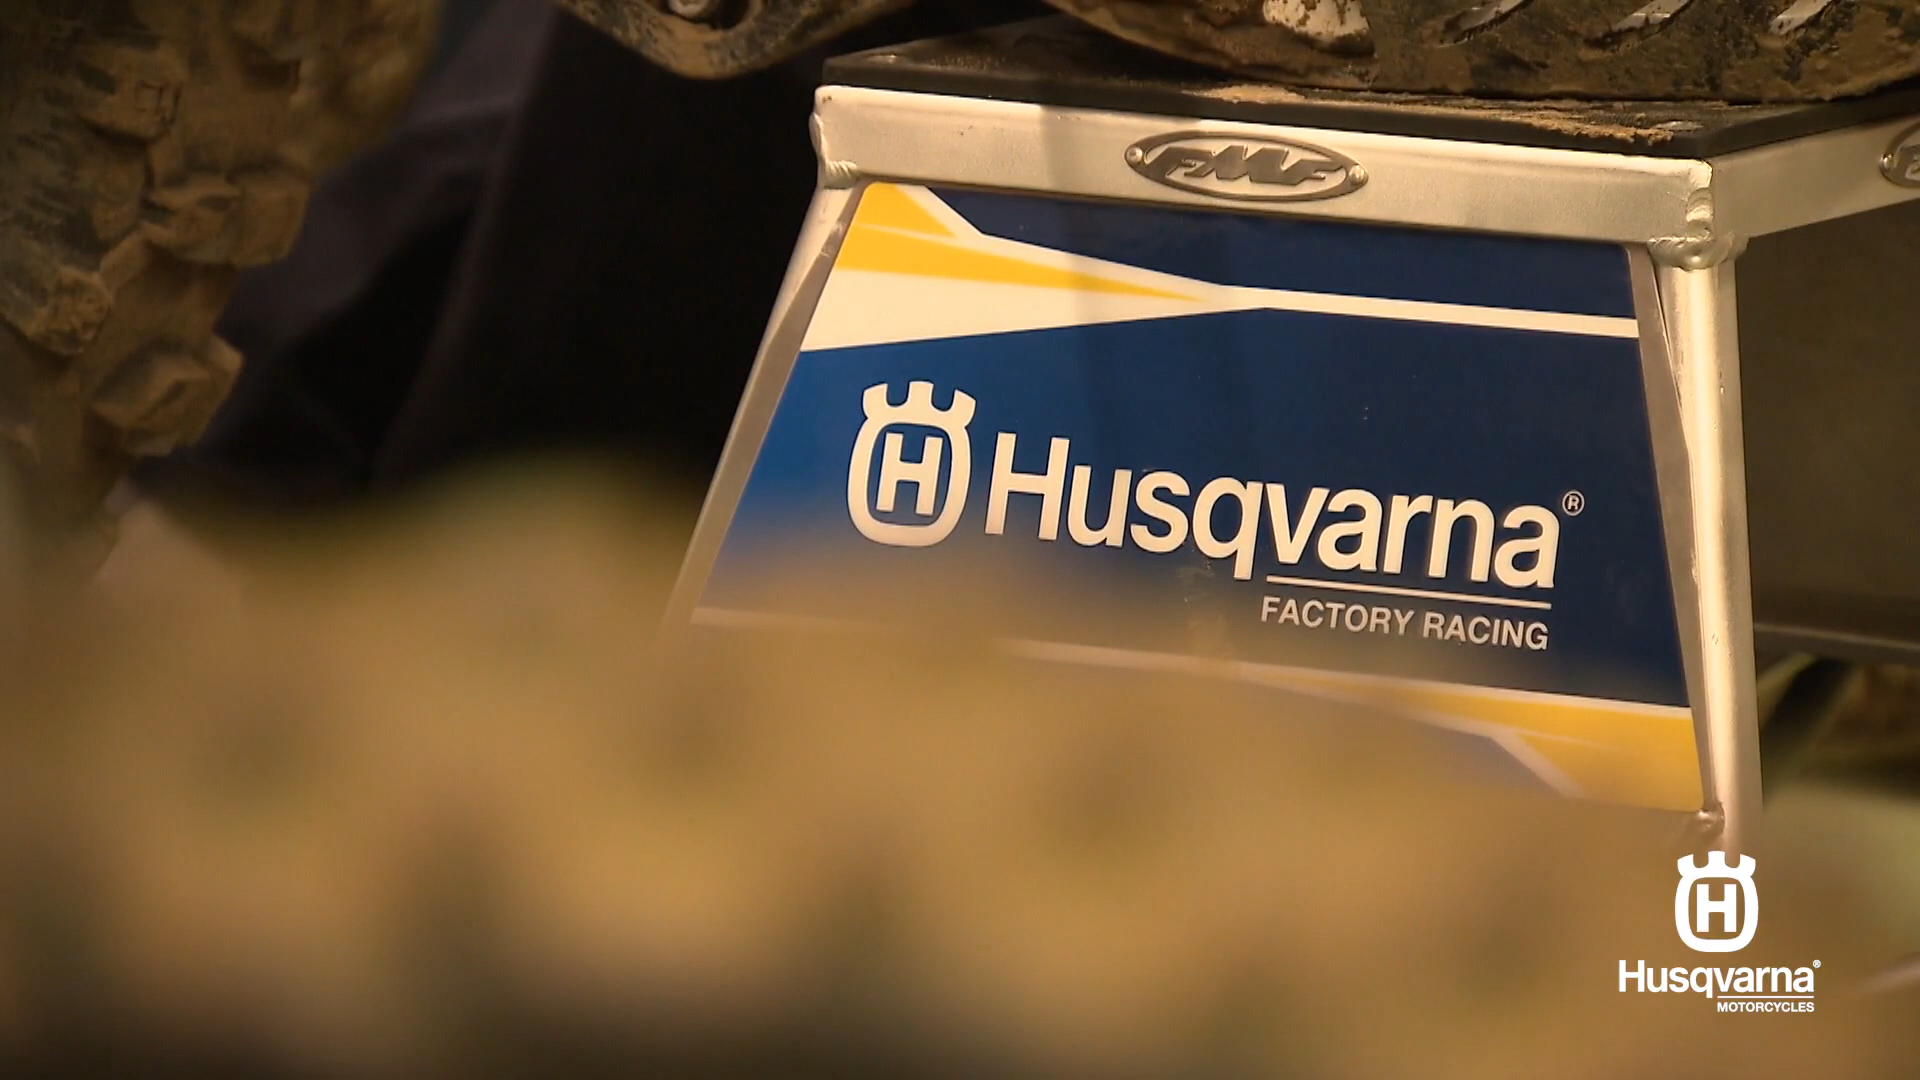 FMF
H Husqvarna®
FACTORY RACING
H
Husqvarna®
MOTORCYCLES